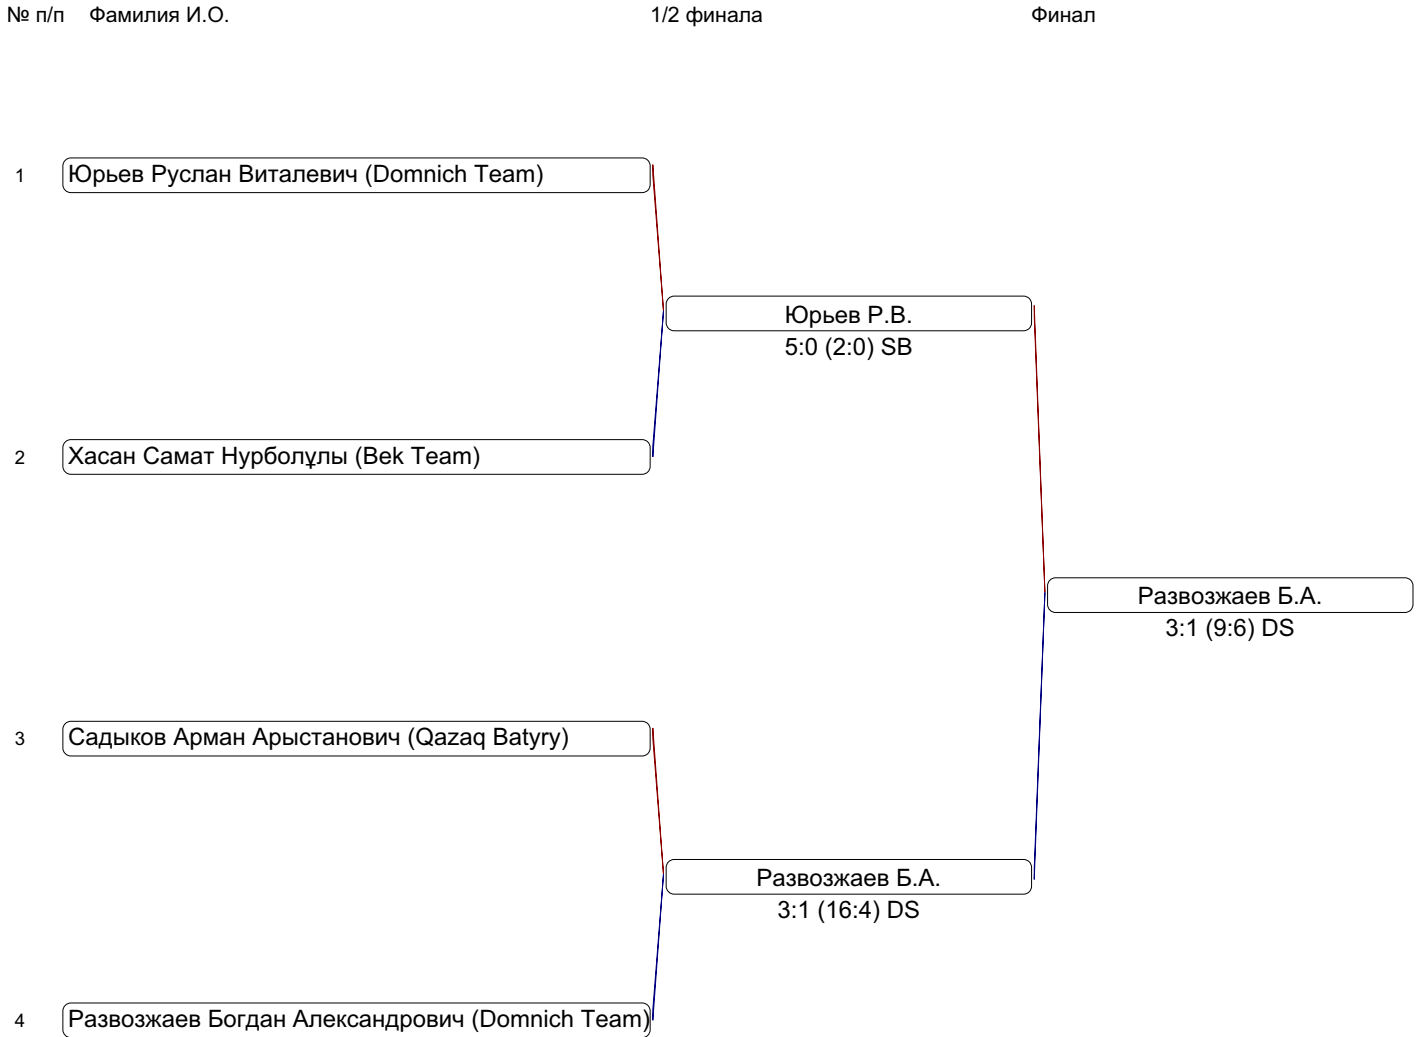 № п/п Фамилия И.О. 1/2 финала Финал
1 Юрьев Руслан Виталевич (Domnich Team)
Юрьев Р.В.
5:0 (2:0) SB
2 Хасан Самат Нурболұлы (Bek Team)
Развозжаев Б.А.
3:1 (9:6) DS
3 Садыков Арман Арыстанович (Qazaq Batyry)
Развозжаев Б.А.
3:1 (16:4) DS
4 Развозжаев Богдан Александрович (Domnich Team)